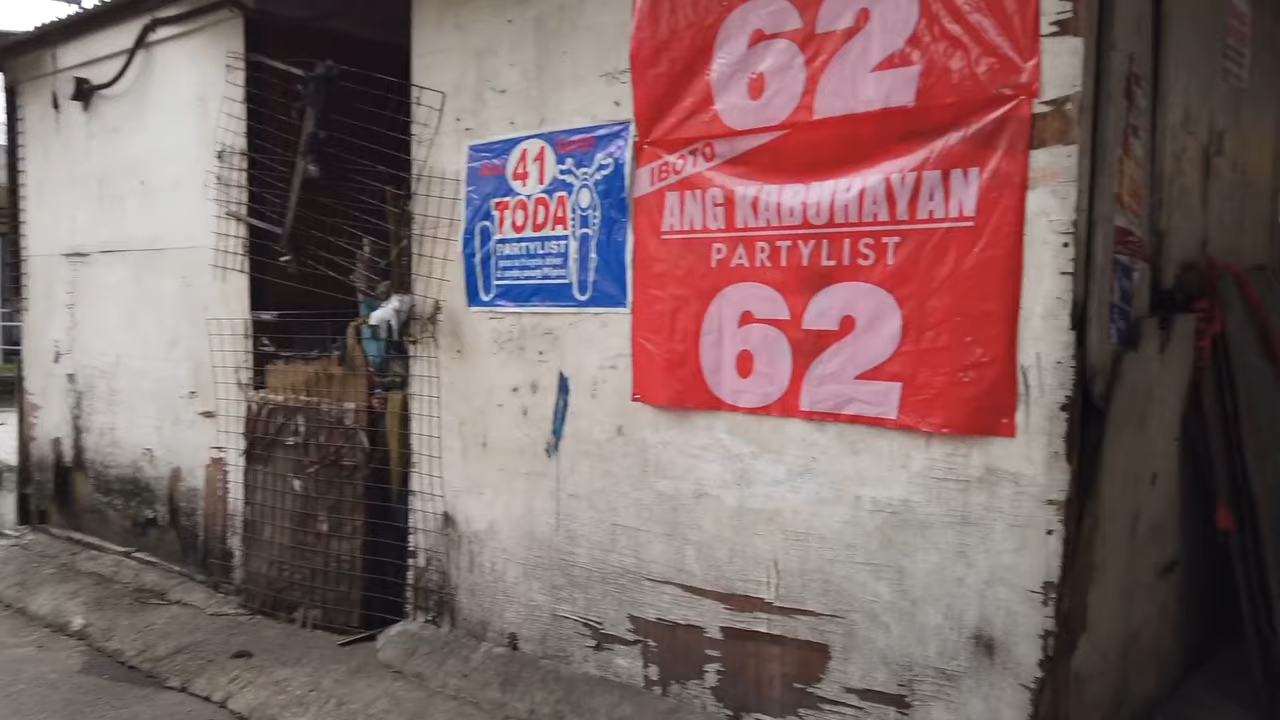 41
TODA
PARTYLIST
62
IBOTO
ANG KABUHAYAN
PARTYLIST
62